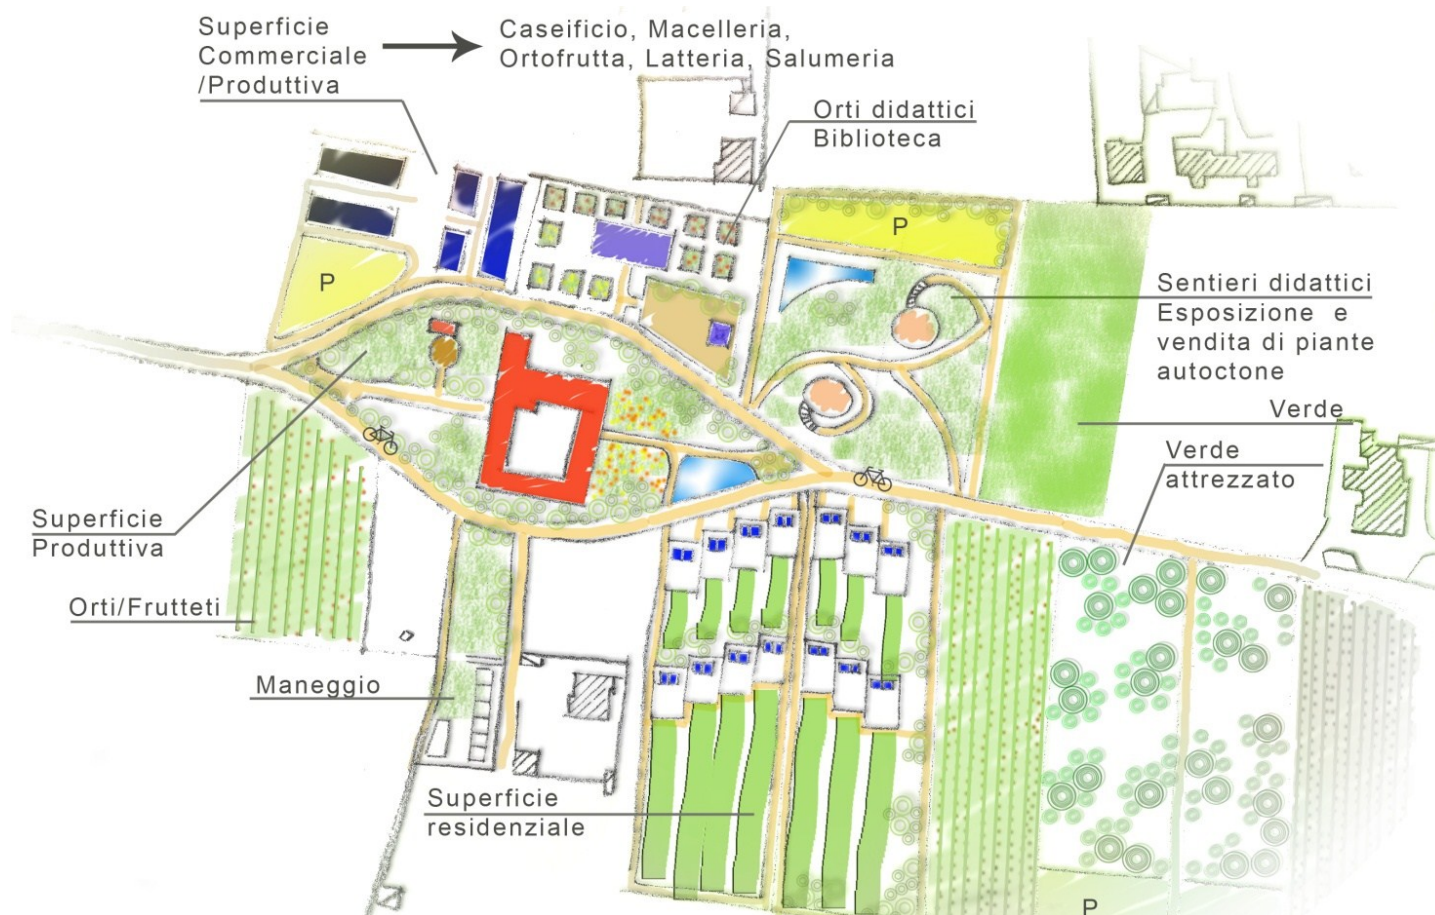 Superficie
Commerciale
/Produttiva
Caseificio, Macelleria,
Ortofrutta, Latteria, Salumeria
Orti didattici
Biblioteca
P
P
Sentieri didattici
Esposizione e
vendita di piante
autoctone
Verde
Verde
attrezzato
Superficie
Produttiva
Orti/Frutteti
Maneggio
Superficie
residenziale
P